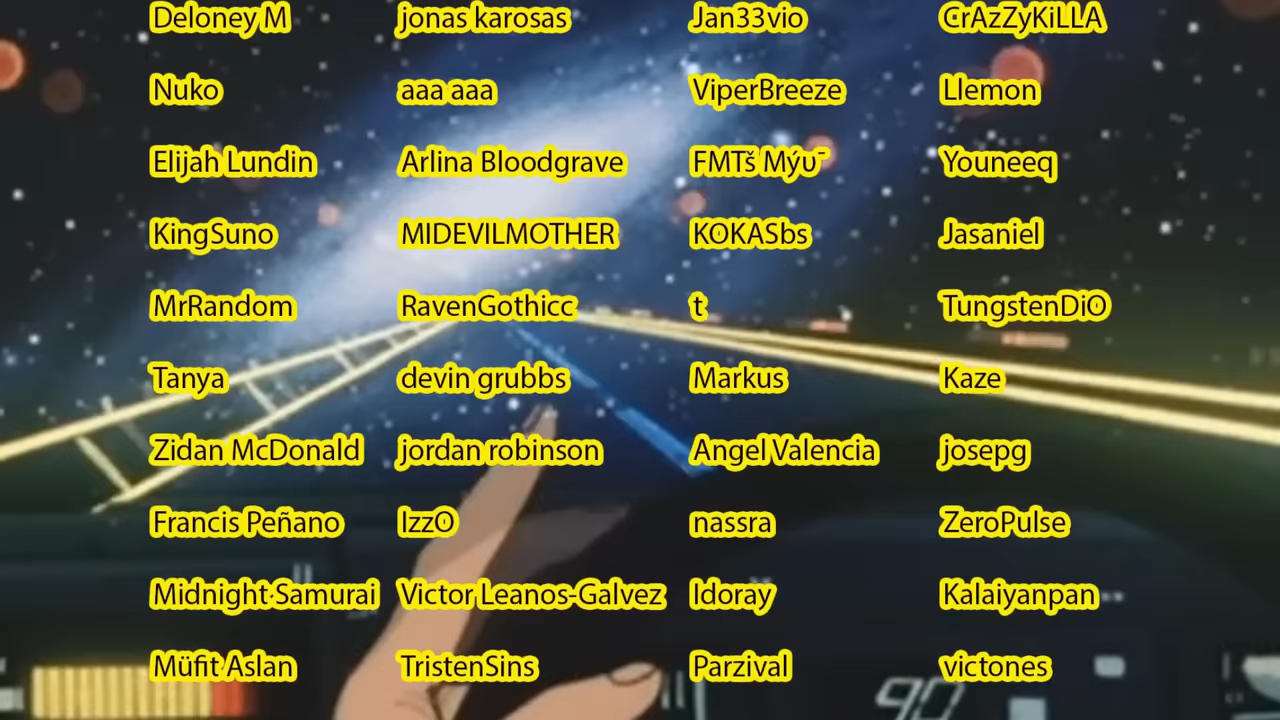 Deloney M jonas karosas Jan33vio CrAzZyKiLLA
Nuko aaa aaa ViperBreeze Llemon
Elijah Lundin Arlina Bloodgrave FMTš Mýυ¯ Youneeq
KingSuno MIDEVILMOTHER KOKASbs Jasaniel
MrRandom RavenGothicc t TungstenDiO
Tanya devin grubbs Markus Kaze
Zidan McDonald jordan robinson Angel Valencia josepg
Francis Peñano IzzO nassra ZeroPulse
Midnight Samurai Victor Leanos-Galvez Idoray Kalaiyanpan
Müfit Aslan TristenSins Parzival victones
90